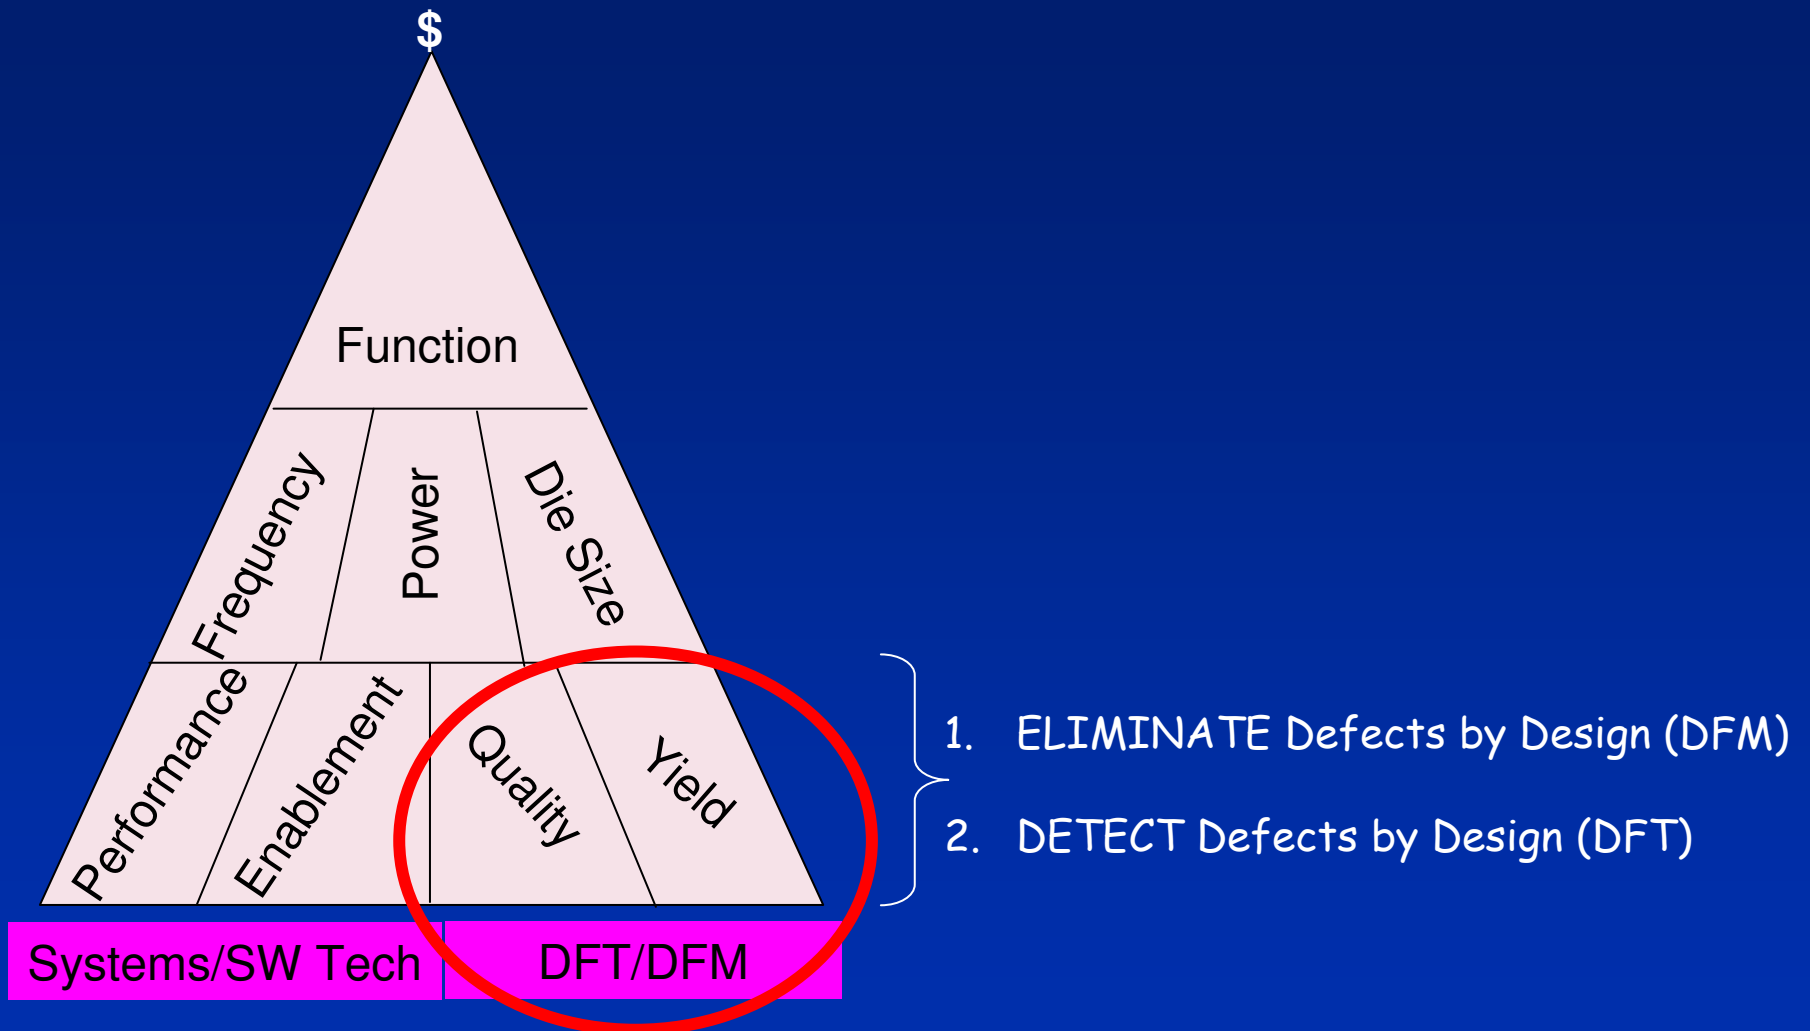 $
Function
Frequency
Power
Die Size
Performance
Enablement
Quality
Yield
1. ELIMINATE Defects by Design (DFM)
2. DETECT Defects by Design (DFT)
Systems/SW Tech
DFT/DFM